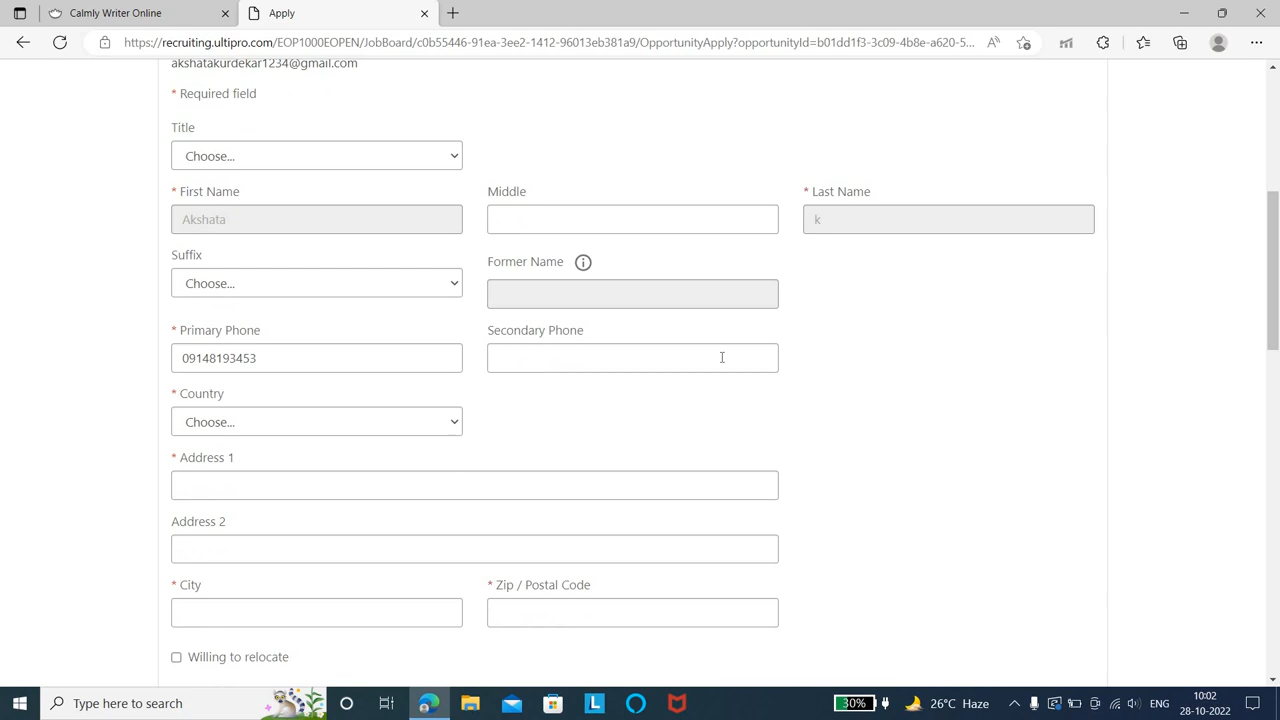 Calmly Writer Online
Apply
https://recruiting.ultipro.com/EOP1000EOPEN/JobBoard/c0b55446-91ea-3ee2-1412-96013eb381a9/OpportunityApply?opportunityId=b01dd1f3-3c09-4b8e-a620-5...
akshatakurdekar1234@gmail.com
* Required field
Title
Choose...
* First Name Middle * Last Name
Akshata k
Suffix Former Name
Choose...
* Primary Phone Secondary Phone
09148193453
* Country
Choose...
* Address 1
Address 2
* City * Zip / Postal Code
Willing to relocate
Type here to search
30%
26°C Haze
ENG
10:02
28-10-2022